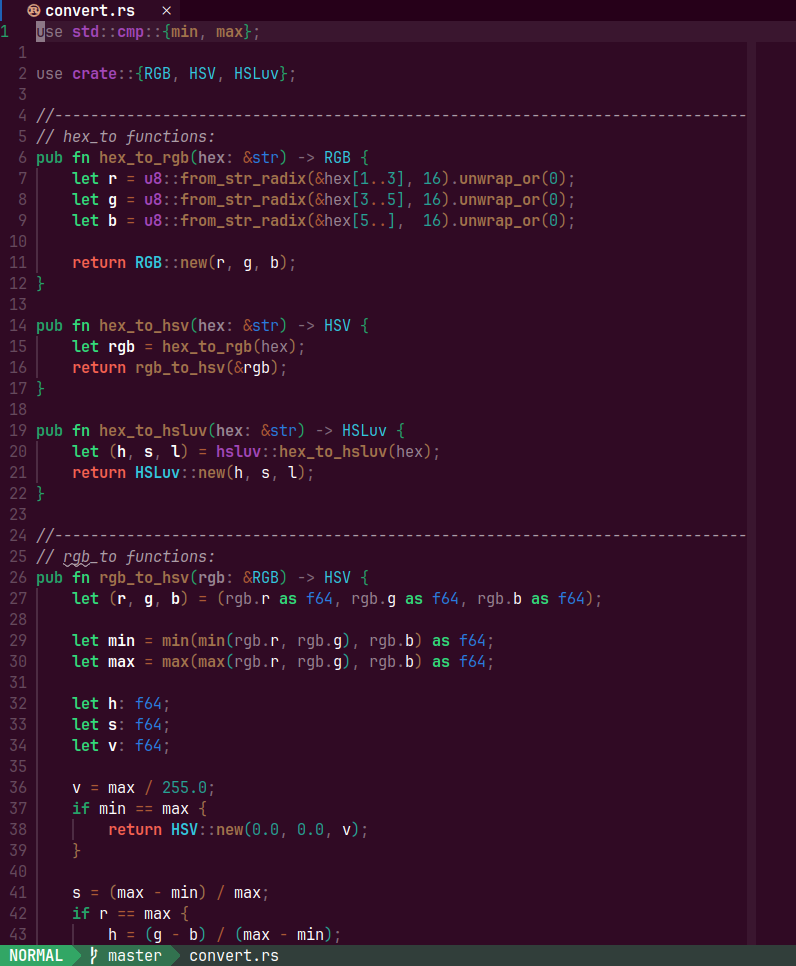 convert.rs ×
1 use std::cmp::{min, max};
1
2 use crate::{RGB, HSV, HSLuv};
3
4 //-----------------------------------------------------------------------------
5 // hex_to functions:
6 pub fn hex_to_rgb(hex: &str) -> RGB {
7     let r = u8::from_str_radix(&hex[1..3], 16).unwrap_or(0);
8     let g = u8::from_str_radix(&hex[3..5], 16).unwrap_or(0);
9     let b = u8::from_str_radix(&hex[5..],  16).unwrap_or(0);
10
11     return RGB::new(r, g, b);
12 }
13
14 pub fn hex_to_hsv(hex: &str) -> HSV {
15     let rgb = hex_to_rgb(hex);
16     return rgb_to_hsv(&rgb);
17 }
18
19 pub fn hex_to_hsluv(hex: &str) -> HSLuv {
20     let (h, s, l) = hsluv::hex_to_hsluv(hex);
21     return HSLuv::new(h, s, l);
22 }
23
24 //-----------------------------------------------------------------------------
25 // rgb_to functions:
26 pub fn rgb_to_hsv(rgb: &RGB) -> HSV {
27     let (r, g, b) = (rgb.r as f64, rgb.g as f64, rgb.b as f64);
28
29     let min = min(min(rgb.r, rgb.g), rgb.b) as f64;
30     let max = max(max(rgb.r, rgb.g), rgb.b) as f64;
31
32     let h: f64;
33     let s: f64;
34     let v: f64;
35
36     v = max / 255.0;
37     if min == max {
38         return HSV::new(0.0, 0.0, v);
39     }
40
41     s = (max - min) / max;
42     if r == max {
43         h = (g - b) / (max - min);
NORMAL master convert.rs